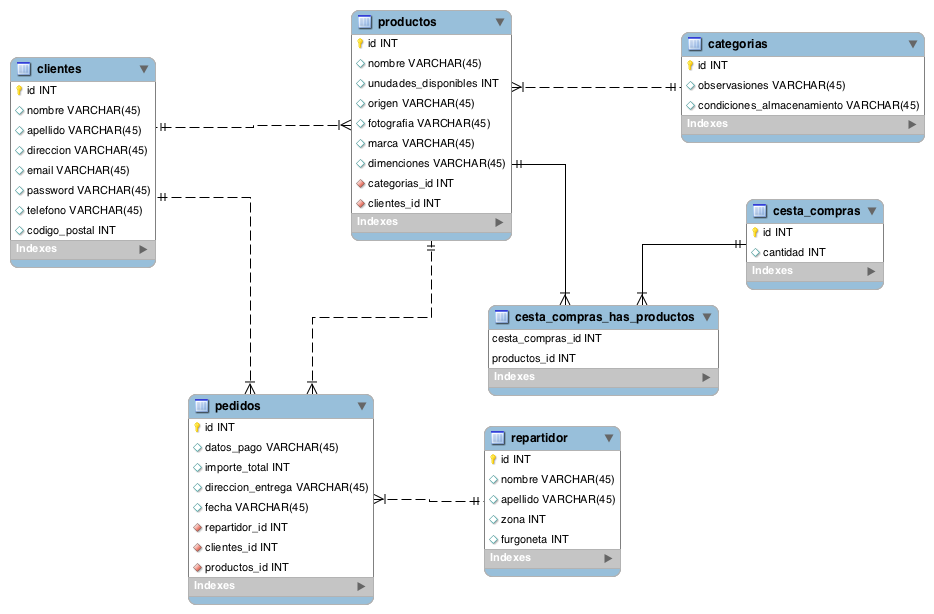 clientes
id INT
nombre VARCHAR(45)
apellido VARCHAR(45)
direccion VARCHAR(45)
email VARCHAR(45)
password VARCHAR(45)
telefono VARCHAR(45)
codigo_postal INT
Indexes
productos
id INT
nombre VARCHAR(45)
unudades_disponibles INT
origen VARCHAR(45)
fotografia VARCHAR(45)
marca VARCHAR(45)
dimenciones VARCHAR(45)
categorias_id INT
clientes_id INT
Indexes
categorias
id INT
observasiones VARCHAR(45)
condiciones_almacenamiento VARCHAR(45)
Indexes
cesta_compras
id INT
cantidad INT
Indexes
cesta_compras_has_productos
cesta_compras_id INT
productos_id INT
Indexes
pedidos
id INT
datos_pago VARCHAR(45)
importe_total INT
direccion_entrega VARCHAR(45)
fecha VARCHAR(45)
repartidor_id INT
clientes_id INT
productos_id INT
Indexes
repartidor
id INT
nombre VARCHAR(45)
apellido VARCHAR(45)
zona INT
furgoneta INT
Indexes